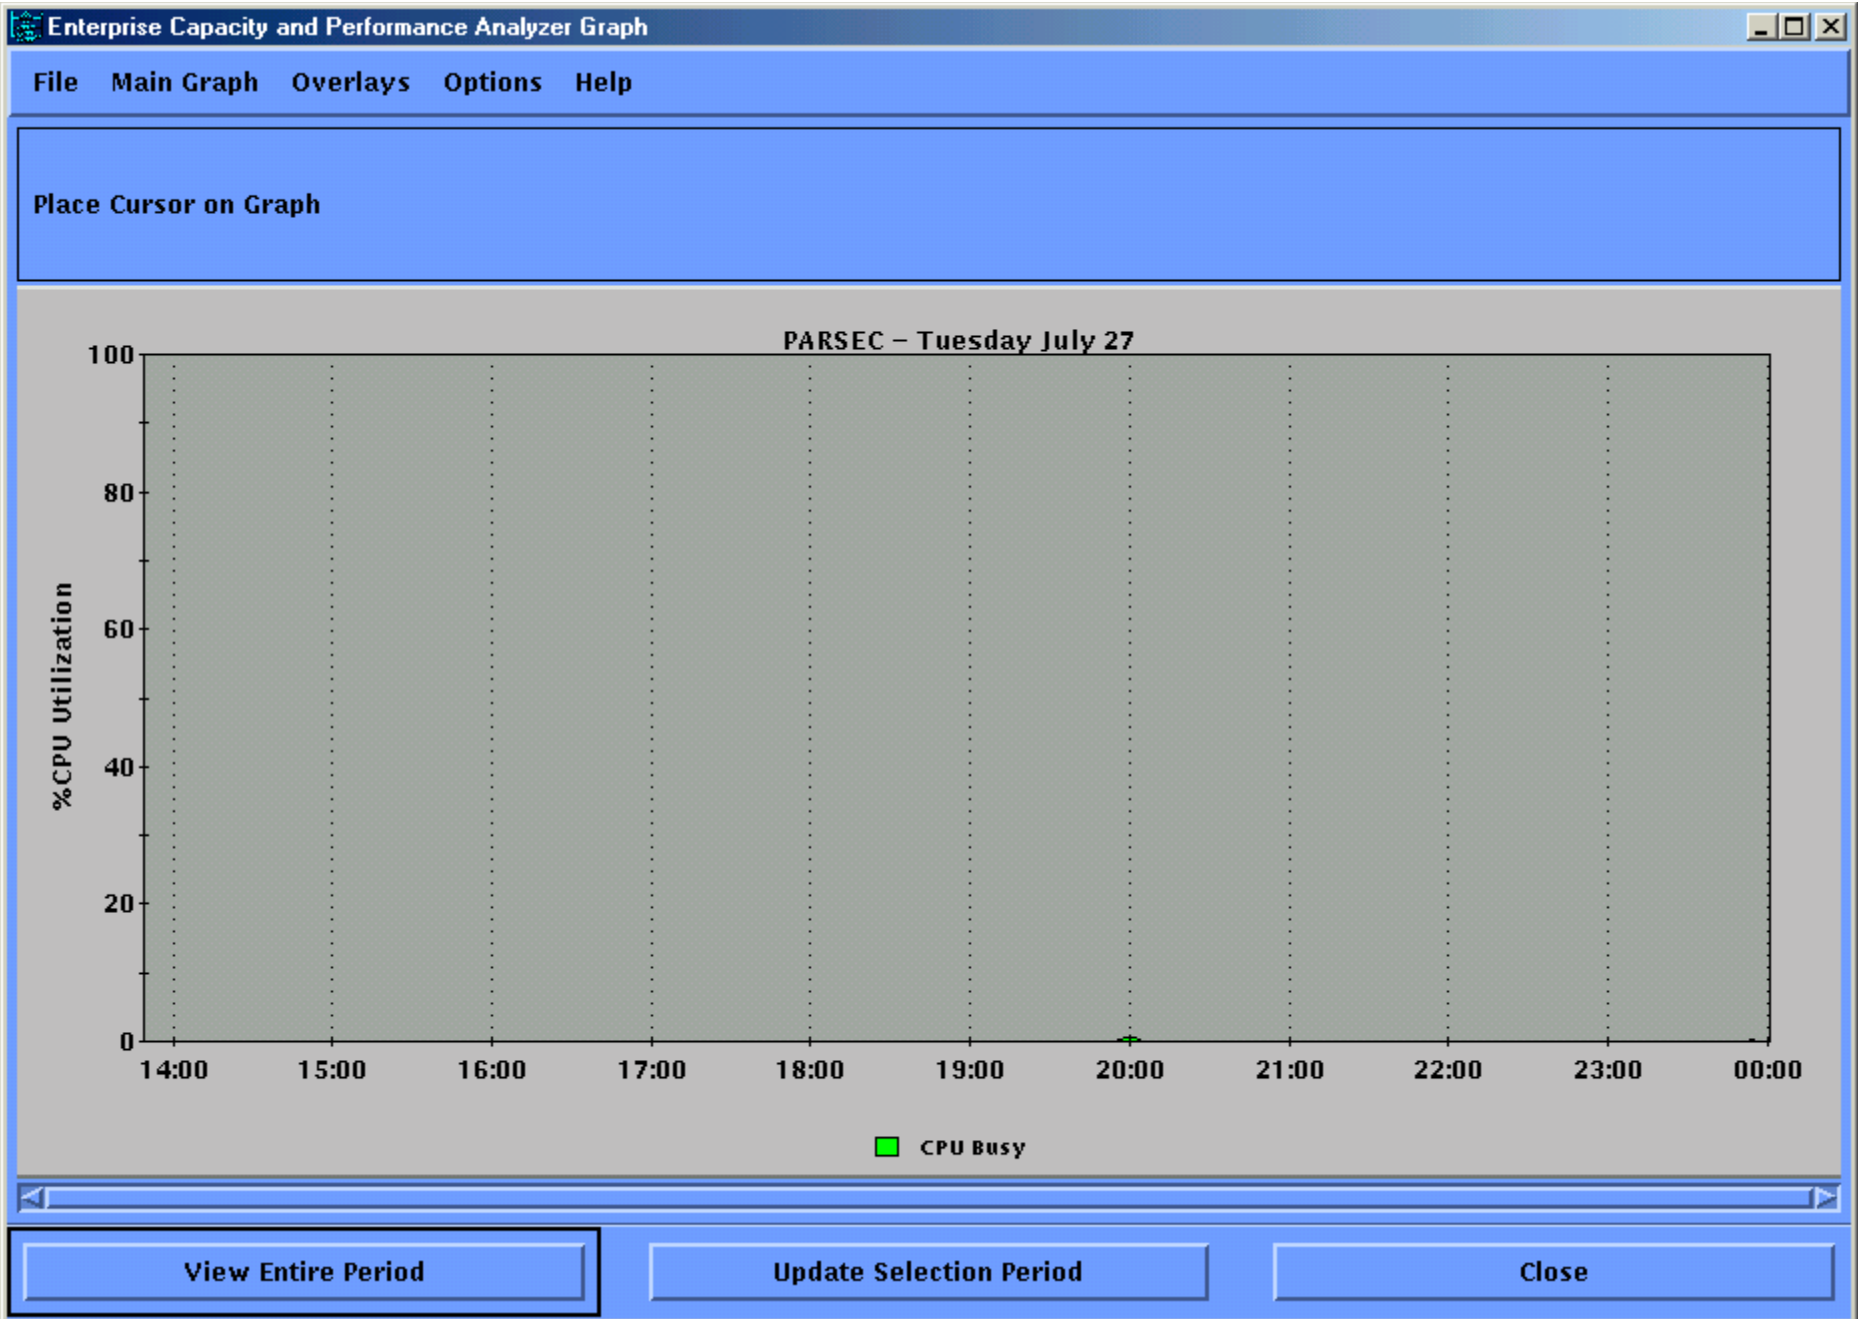 Enterprise Capacity and Performance Analyzer Graph
File Main Graph Overlays Options Help
Place Cursor on Graph
PARSEC – Tuesday July 27
100
80
60
40
20
0
%CPU Utilization
14:00 15:00 16:00 17:00 18:00 19:00 20:00 21:00 22:00 23:00 00:00
CPU Busy
View Entire Period Update Selection Period Close